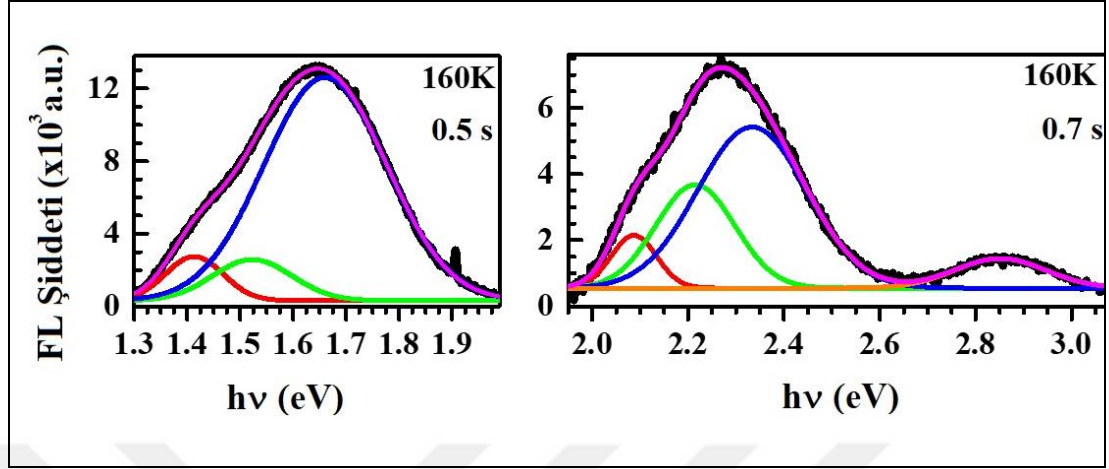 FL Şiddeti (x10³ a.u.)
12
8
4
0
1.3 1.4 1.5 1.6 1.7 1.8 1.9
hν (eV)
160K
0.5 s
6
4
2
0
2.0 2.2 2.4 2.6 2.8 3.0
hν (eV)
160K
0.7 s